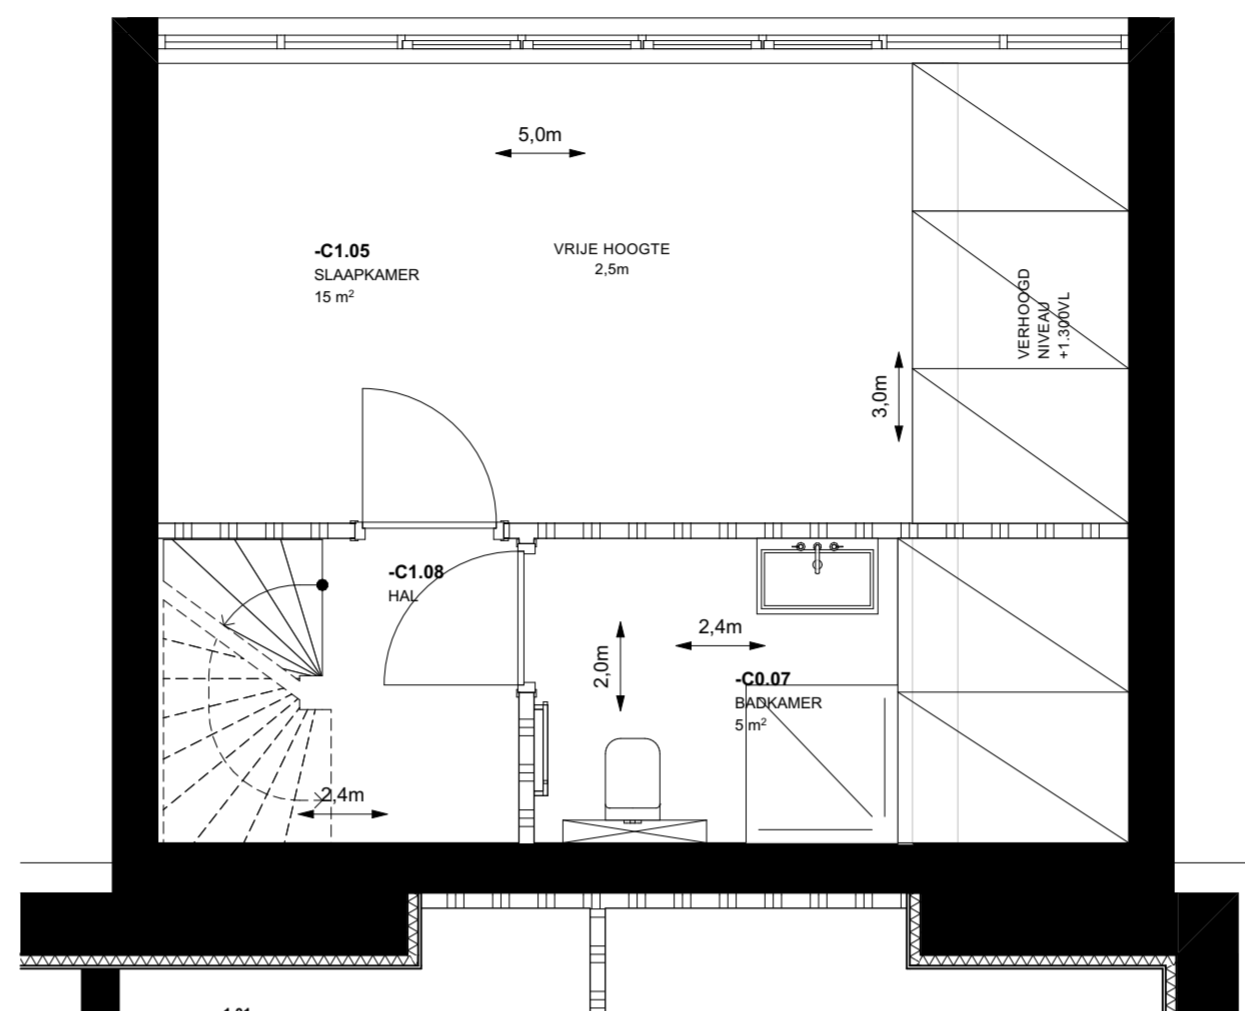 5,0m
-C1.05
SLAAPKAMER
15 m²
VRIJE HOOGTE
2,5m
VERHOOGD
NIVEAU
+1.300VL
3,0m
-C1.08
HAL
2,4m
2,0m
2,4m
-C0.07
BADKAMER
5 m²